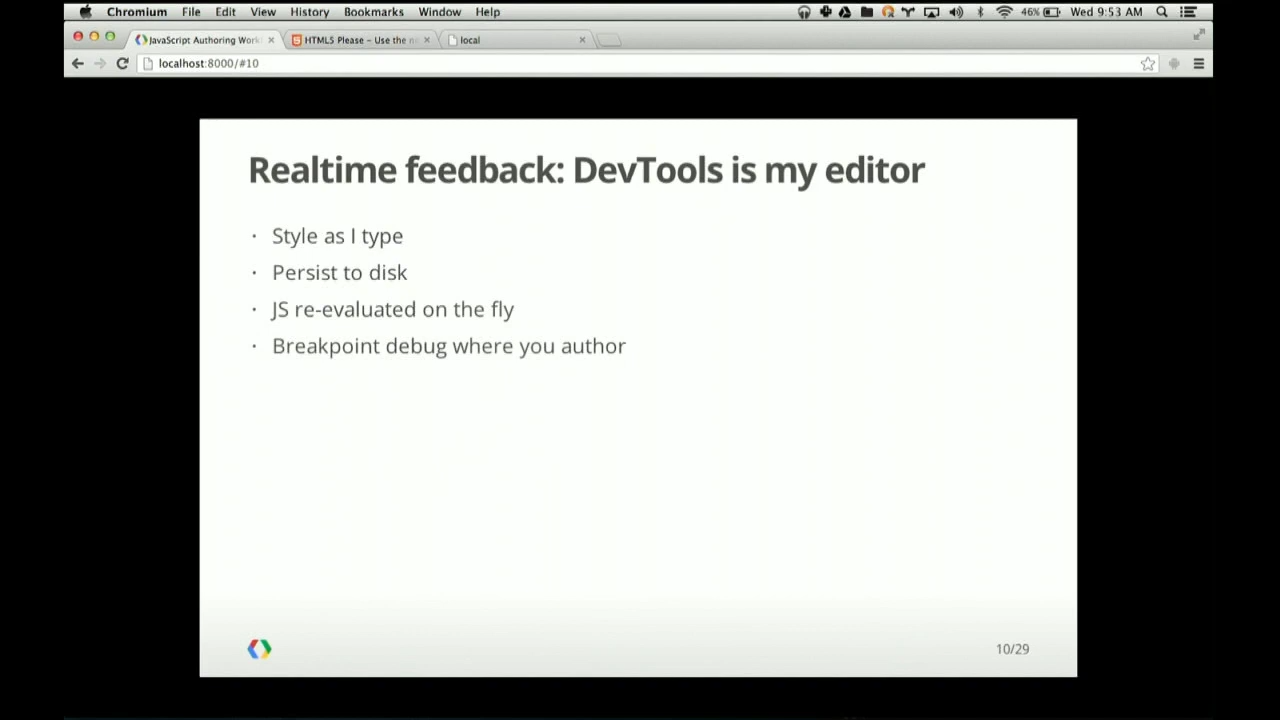 Chromium File Edit View History Bookmarks Window Help 46% Wed 9:53 AM
JavaScript Authoring Work HTML5 Please – Use the local
localhost:8000/#10
Realtime feedback: DevTools is my editor
· Style as I type
· Persist to disk
· JS re-evaluated on the fly
· Breakpoint debug where you author
10/29